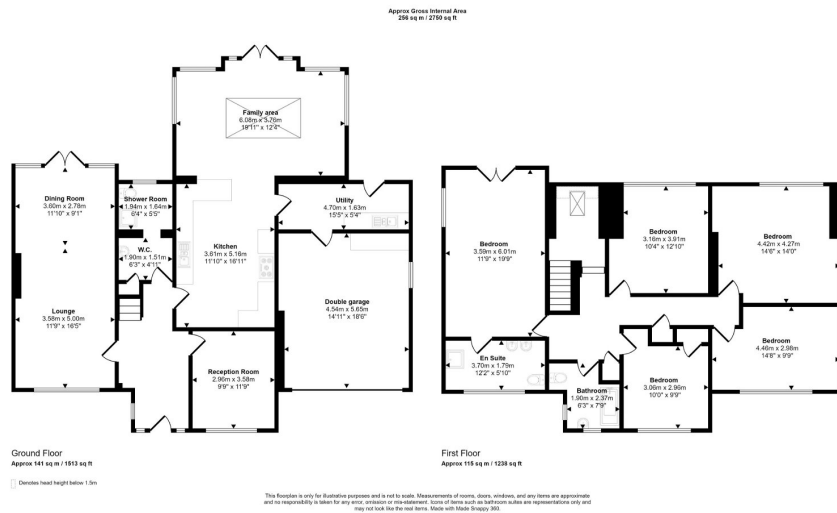 Approx Gross Internal Area
256 sq m / 2750 sq ft
Family area
6.08m x 3.76m
19'11" x 12'4"
Dining Room
3.60m x 2.78m
11'10" x 9'1"
Shower Room
1.94m x 1.64m
6'4" x 5'5"
Utility
4.70m x 1.63m
15'5" x 5'4"
W.C.
1.90m x 1.51m
6'3" x 4'11"
Kitchen
3.61m x 5.16m
11'10" x 16'11"
Lounge
3.58m x 5.00m
11'9" x 16'5"
Double garage
4.54m x 5.65m
14'11" x 18'6"
Reception Room
2.96m x 3.58m
9'9" x 11'9"
Ground Floor
Approx 141 sq m / 1513 sq ft
Denotes head height below 1.5m
Bedroom
3.59m x 6.01m
11'9" x 19'9"
Bedroom
3.16m x 3.91m
10'4" x 12'10"
Bedroom
4.42m x 4.27m
14'6" x 14'0"
Bedroom
4.46m x 2.98m
14'8" x 9'9"
En Suite
3.70m x 1.79m
12'2" x 5'10"
Bathroom
1.90m x 2.37m
6'3" x 7'9"
Bedroom
3.06m x 2.96m
10'0" x 9'9"
First Floor
Approx 115 sq m / 1238 sq ft
This floorplan is only for illustrative purposes and is not to scale. Measurements of rooms, doors, windows, and any items are approximate
and no responsibility is taken for any error, omission or mis-statement. Icons of items such as bathroom suites are representations only and
may not look like the real items. Made with Made Snappy 360.